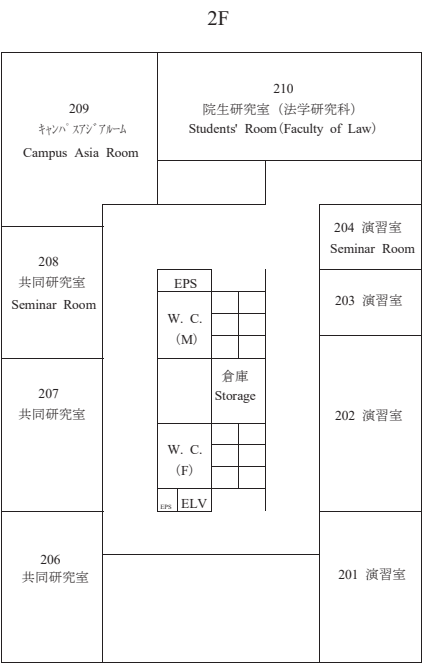 2F
209
ｷｬﾝﾊﾟｽｱｼﾞｱﾙｰﾑ
Campus Asia Room
210
院生研究室（法学研究科）
Students' Room(Faculty of Law)
204 演習室
Seminar Room
208
共同研究室
Seminar Room
203 演習室
EPS
W. C.
(M)
倉庫
Storage
207
共同研究室
202 演習室
W. C.
(F)
EPS
ELV
206
共同研究室
201 演習室